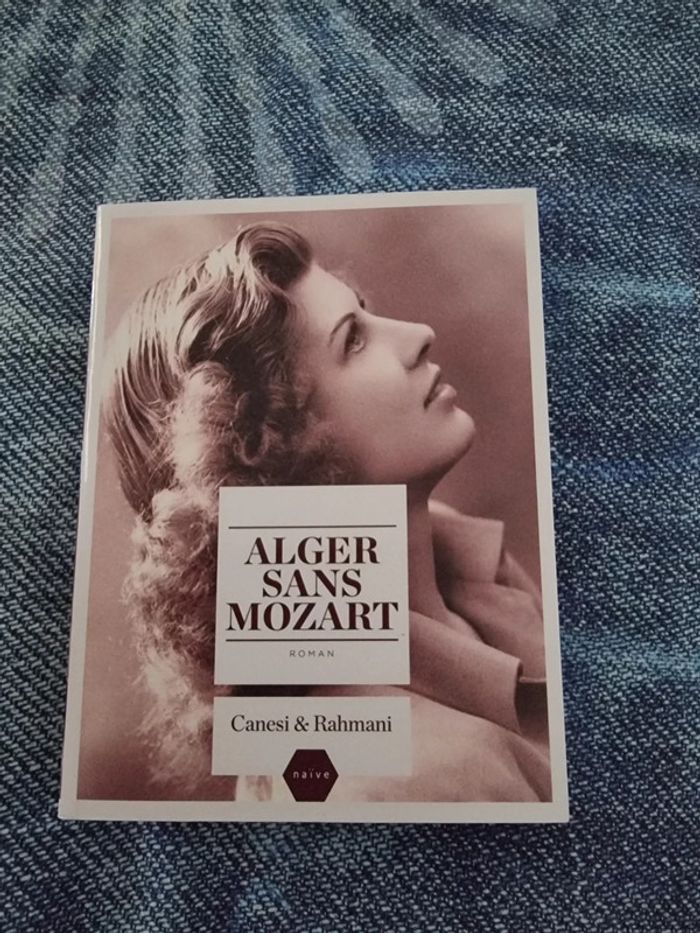 ALGER
SANS
MOZART
ROMAN
Canesi & Rahmani
naïve